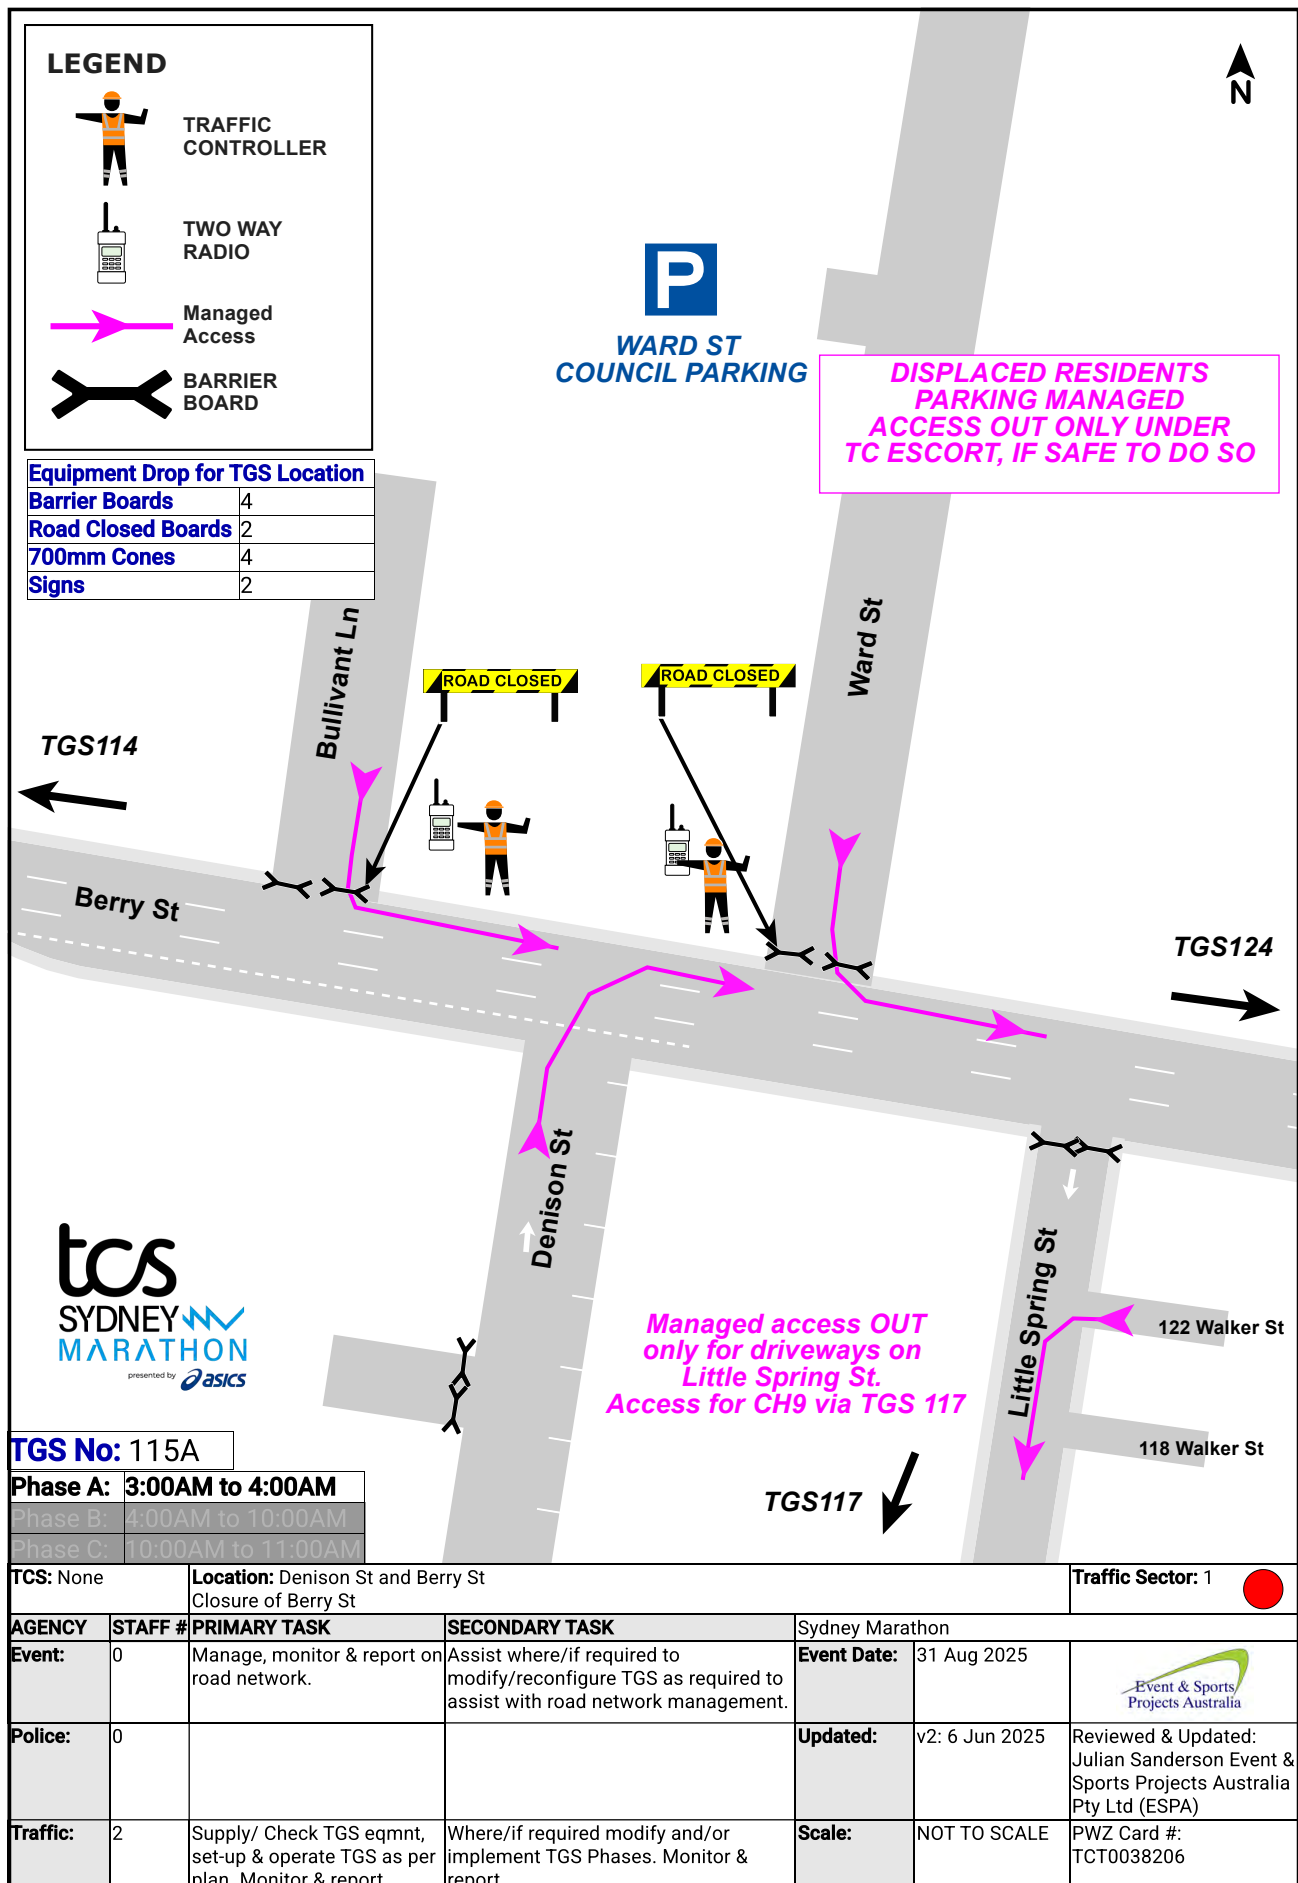 LEGEND
TRAFFIC
CONTROLLER
TWO WAY
RADIO
Managed
Access
BARRIER
BOARD
N
P
WARD ST
COUNCIL PARKING
DISPLACED RESIDENTS
PARKING MANAGED
ACCESS OUT ONLY UNDER
TC ESCORT, IF SAFE TO DO SO
Equipment Drop for TGS Location
Barrier Boards 4
Road Closed Boards 2
700mm Cones 4
Signs 2
Bullivant Ln
Ward St
ROAD CLOSED
ROAD CLOSED
TGS114
Berry St
TGS124
Denison St
Little Spring St
122 Walker St
118 Walker St
tcs
SYDNEY
MARATHON
presented by asics
Managed access OUT
only for driveways on
Little Spring St.
Access for CH9 via TGS 117
TGS117
TGS No: 115A
Phase A: 3:00AM to 4:00AM
Phase B: 4:00AM to 10:00AM
Phase C: 10:00AM to 11:00AM
TCS: None
Location: Denison St and Berry St
Closure of Berry St
Traffic Sector: 1
AGENCY STAFF # PRIMARY TASK SECONDARY TASK
Sydney Marathon
Event: 0
Manage, monitor & report on
road network.
Assist where/if required to
modify/reconfigure TGS as required to
assist with road network management.
Event Date: 31 Aug 2025
Event & Sports
Projects Australia
Police: 0
Updated: v2: 6 Jun 2025
Reviewed & Updated:
Julian Sanderson Event &
Sports Projects Australia
Pty Ltd (ESPA)
Traffic: 2
Supply/ Check TGS eqmnt,
set-up & operate TGS as per
plan. Monitor & report
Where/if required modify and/or
implement TGS Phases. Monitor &
report
Scale: NOT TO SCALE
PWZ Card #:
TCT0038206